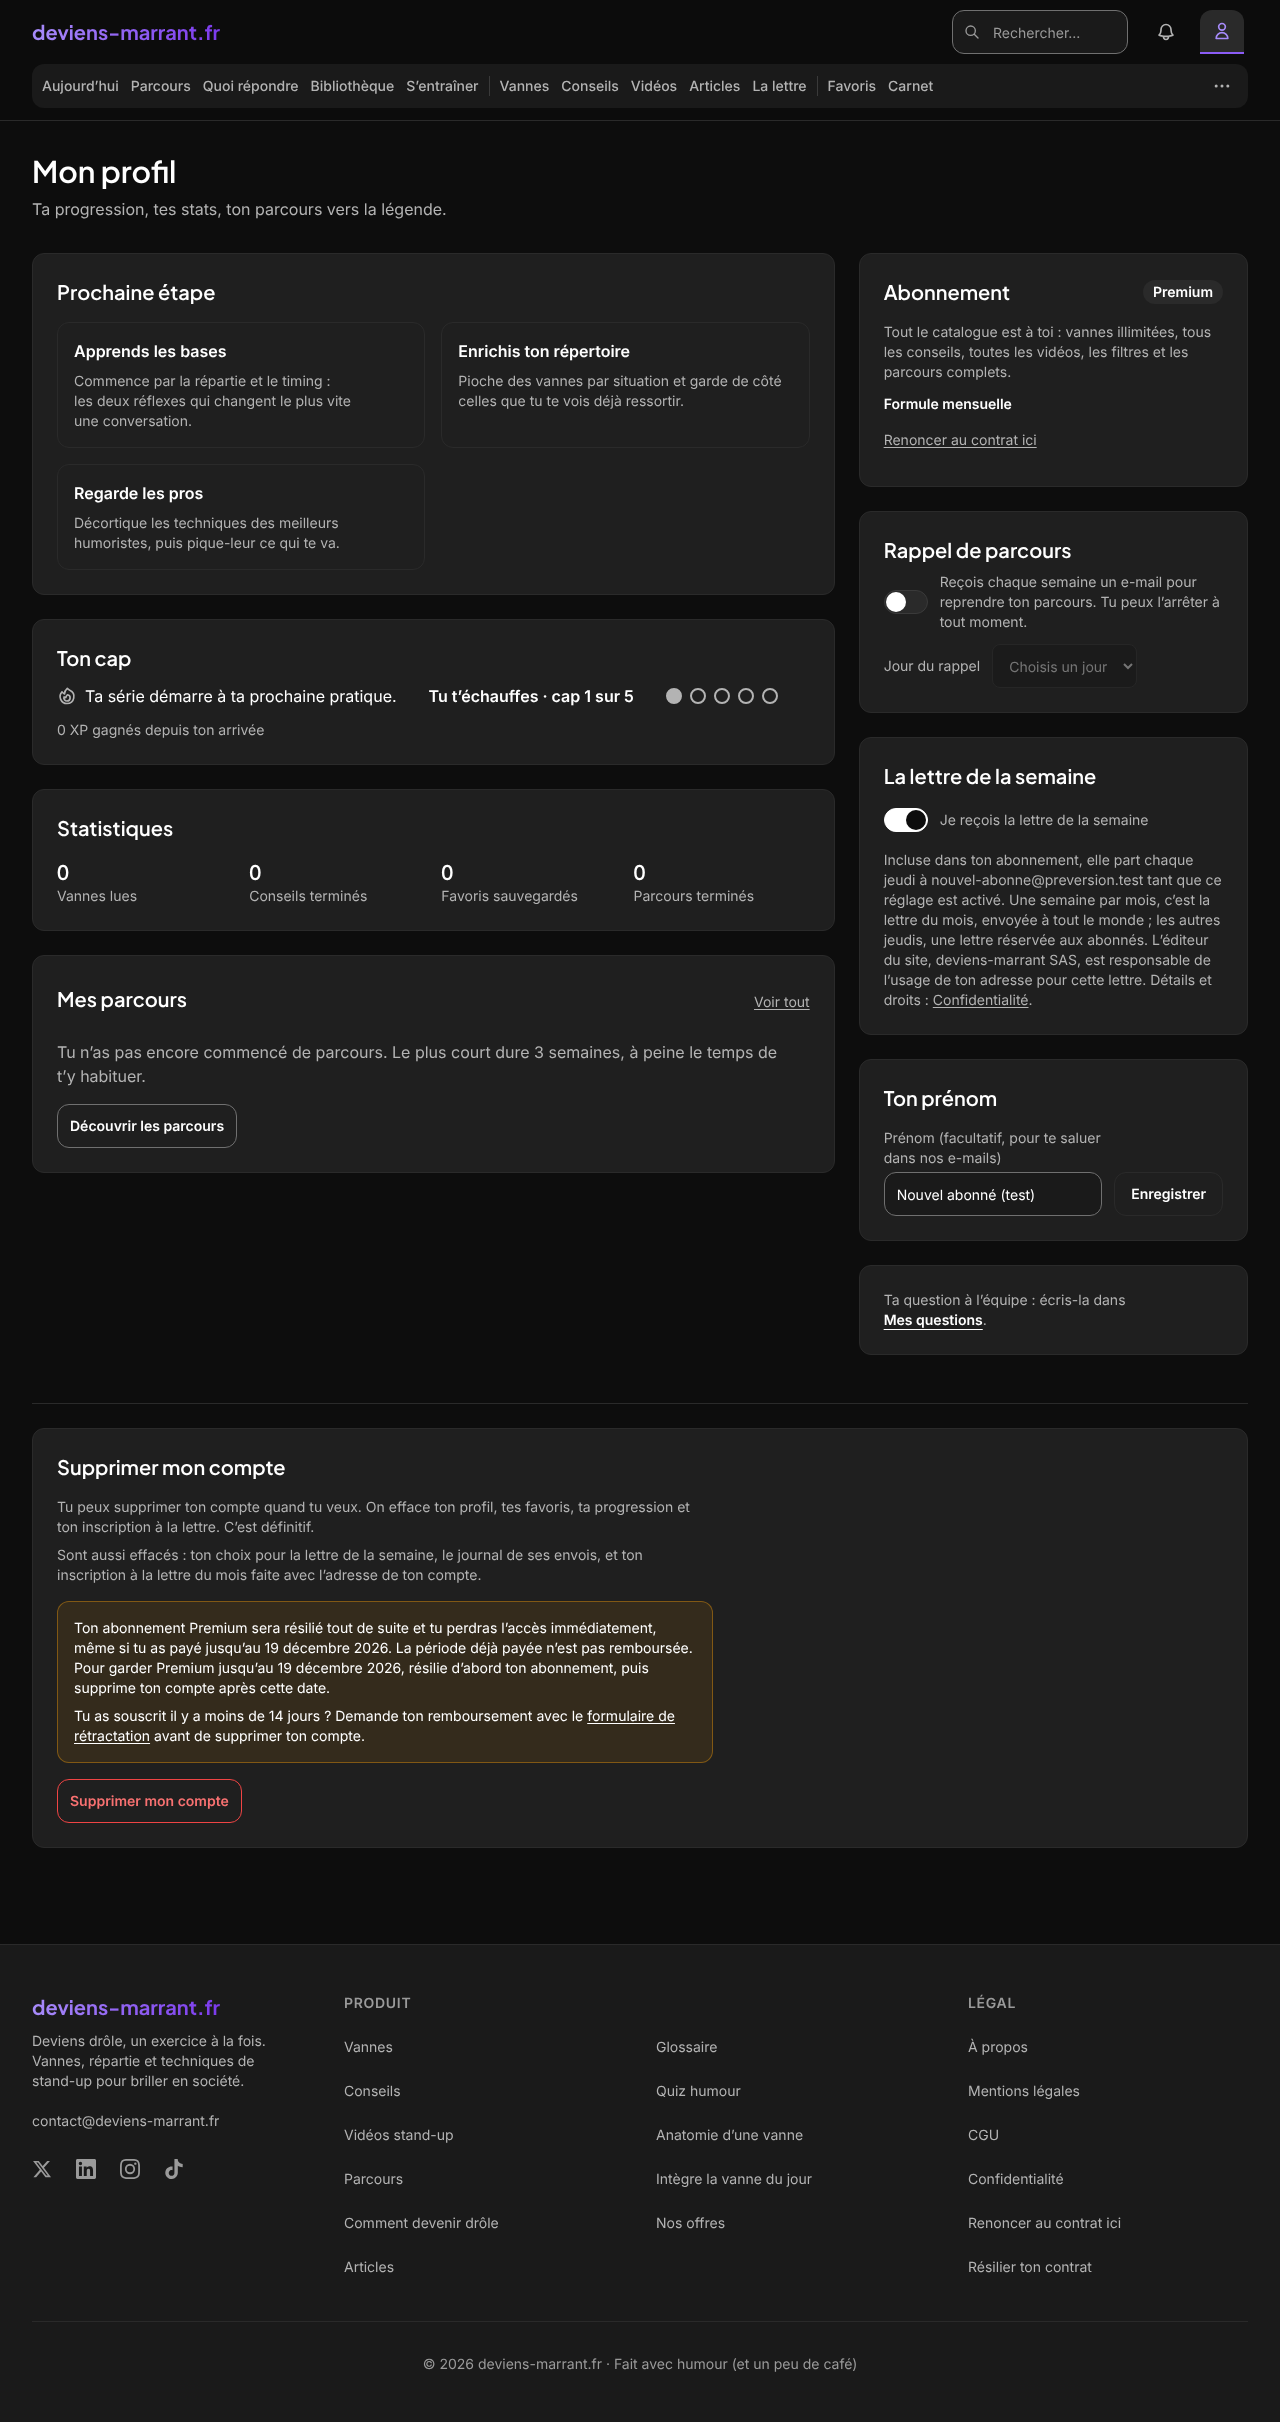 deviens-marrant.fr
Rechercher...
Aujourd’hui Parcours Quoi répondre Bibliothèque S’entraîner Vannes Conseils Vidéos Articles La lettre Favoris Carnet
Mon profil
Ta progression, tes stats, ton parcours vers la légende.
Prochaine étape
Apprends les bases
Commence par la répartie et le timing :
les deux réflexes qui changent le plus vite
une conversation.
Enrichis ton répertoire
Pioche des vannes par situation et garde de côté
celles que tu te vois déjà ressortir.
Regarde les pros
Décortique les techniques des meilleurs
humoristes, puis pique-leur ce qui te va.
Ton cap
Ta série démarre à ta prochaine pratique.
Tu t’échauffes · cap 1 sur 5
0 XP gagnés depuis ton arrivée
Statistiques
0
Vannes lues
0
Conseils terminés
0
Favoris sauvegardés
0
Parcours terminés
Mes parcours
Voir tout
Tu n’as pas encore commencé de parcours. Le plus court dure 3 semaines, à peine le temps de
t’y habituer.
Découvrir les parcours
Abonnement
Premium
Tout le catalogue est à toi : vannes illimitées, tous
les conseils, toutes les vidéos, les filtres et les
parcours complets.
Formule mensuelle
Renoncer au contrat ici
Rappel de parcours
Reçois chaque semaine un e-mail pour
reprendre ton parcours. Tu peux l’arrêter à
tout moment.
Jour du rappel
Choisis un jour
La lettre de la semaine
Je reçois la lettre de la semaine
Incluse dans ton abonnement, elle part chaque
jeudi à nouvel-abonne@preversion.test tant que ce
réglage est activé. Une semaine par mois, c’est la
lettre du mois, envoyée à tout le monde ; les autres
jeudis, une lettre réservée aux abonnés. L’éditeur
du site, deviens-marrant SAS, est responsable de
l’usage de ton adresse pour cette lettre. Détails et
droits : Confidentialité.
Ton prénom
Prénom (facultatif, pour te saluer
dans nos e-mails)
Nouvel abonné (test)
Enregistrer
Ta question à l’équipe : écris-la dans
Mes questions.
Supprimer mon compte
Tu peux supprimer ton compte quand tu veux. On efface ton profil, tes favoris, ta progression et
ton inscription à la lettre. C’est définitif.
Sont aussi effacés : ton choix pour la lettre de la semaine, le journal de ses envois, et ton
inscription à la lettre du mois faite avec l’adresse de ton compte.
Ton abonnement Premium sera résilié tout de suite et tu perdras l’accès immédiatement,
même si tu as payé jusqu’au 19 décembre 2026. La période déjà payée n’est pas remboursée.
Pour garder Premium jusqu’au 19 décembre 2026, résilie d’abord ton abonnement, puis
supprime ton compte après cette date.
Tu as souscrit il y a moins de 14 jours ? Demande ton remboursement avec le formulaire de
rétractation avant de supprimer ton compte.
Supprimer mon compte
deviens-marrant.fr
Deviens drôle, un exercice à la fois.
Vannes, répartie et techniques de
stand-up pour briller en société.
contact@deviens-marrant.fr
PRODUIT
Vannes
Conseils
Vidéos stand-up
Parcours
Comment devenir drôle
Articles
Glossaire
Quiz humour
Anatomie d’une vanne
Intègre la vanne du jour
Nos offres
LÉGAL
À propos
Mentions légales
CGU
Confidentialité
Renoncer au contrat ici
Résilier ton contrat
© 2026 deviens-marrant.fr · Fait avec humour (et un peu de café)